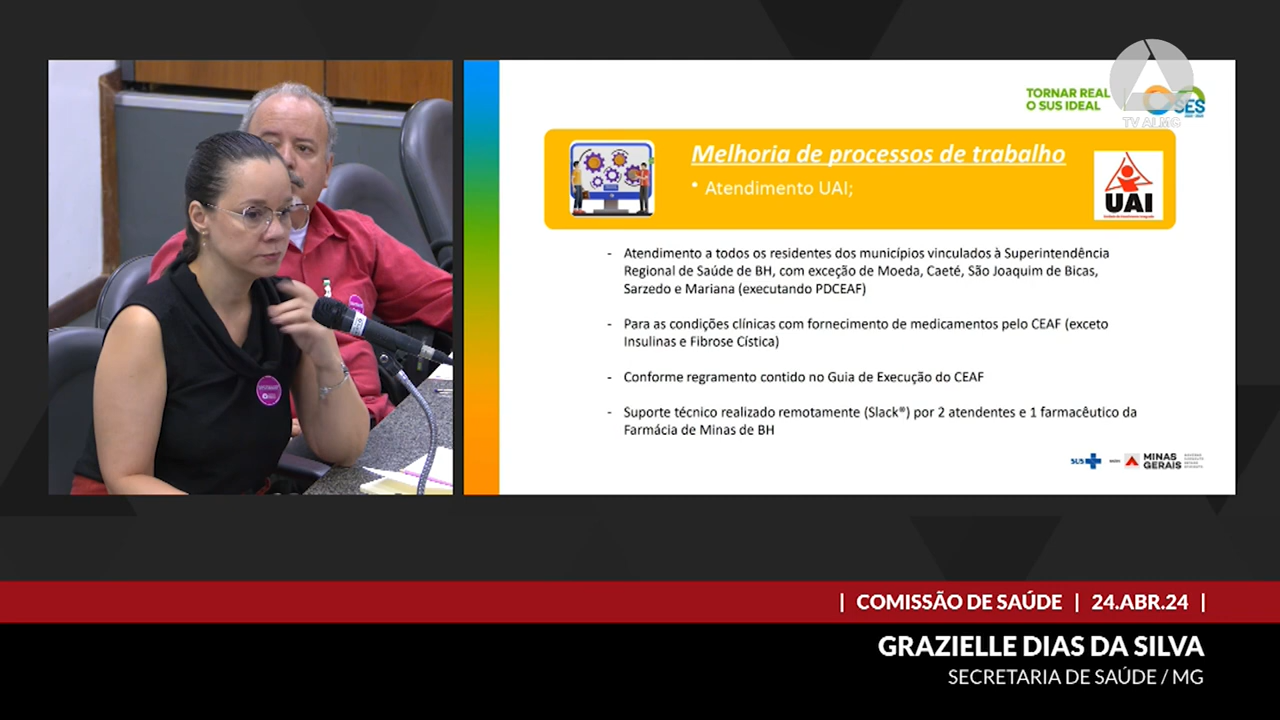 TORNAR REAL
O SUS IDEAL
SES
TV ALMG
Melhoria de processos de trabalho
• Atendimento UAI;
UAI
- Atendimento a todos os residentes dos municípios vinculados à Superintendência
Regional de Saúde de BH, com exceção de Moeda, Caeté, São Joaquim de Bicas,
Sarzedo e Mariana (executando PDCEAF)
- Para as condições clínicas com fornecimento de medicamentos pelo CEAF (exceto
Insulinas e Fibrose Cística)
- Conforme regramento contido no Guia de Execução do CEAF
- Suporte técnico realizado remotamente (Slack®) por 2 atendentes e 1 farmacêutico da
Farmácia de Minas de BH
SUS
MINAS
GERAIS
| COMISSÃO DE SAÚDE | 24.ABR.24 |
GRAZIELLE DIAS DA SILVA
SECRETARIA DE SAÚDE / MG